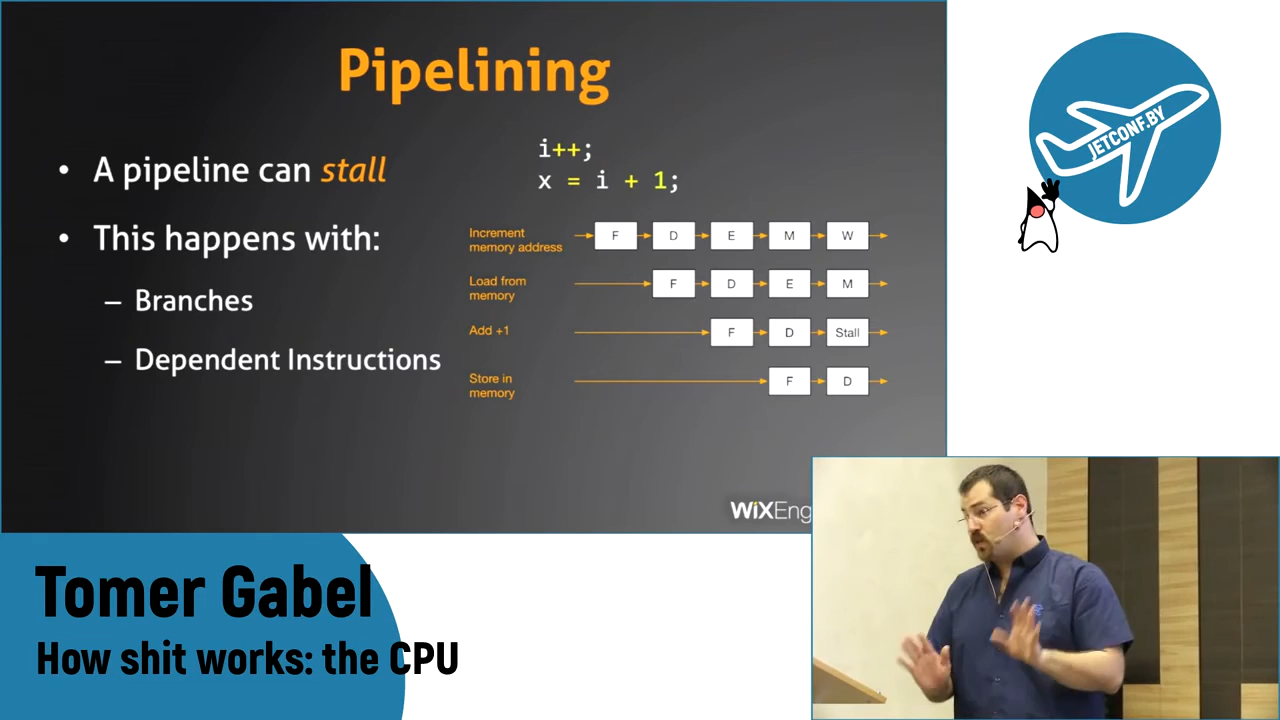 Pipelining
• A pipeline can stall
• This happens with:
– Branches
– Dependent Instructions
i++;
x = i + 1;
Increment
memory address
F D E M W
Load from
memory
F D E M
Add +1
F D Stall
Store in
memory
F D
WiXEng
JETCONF.BY
Tomer Gabel
How shit works: the CPU